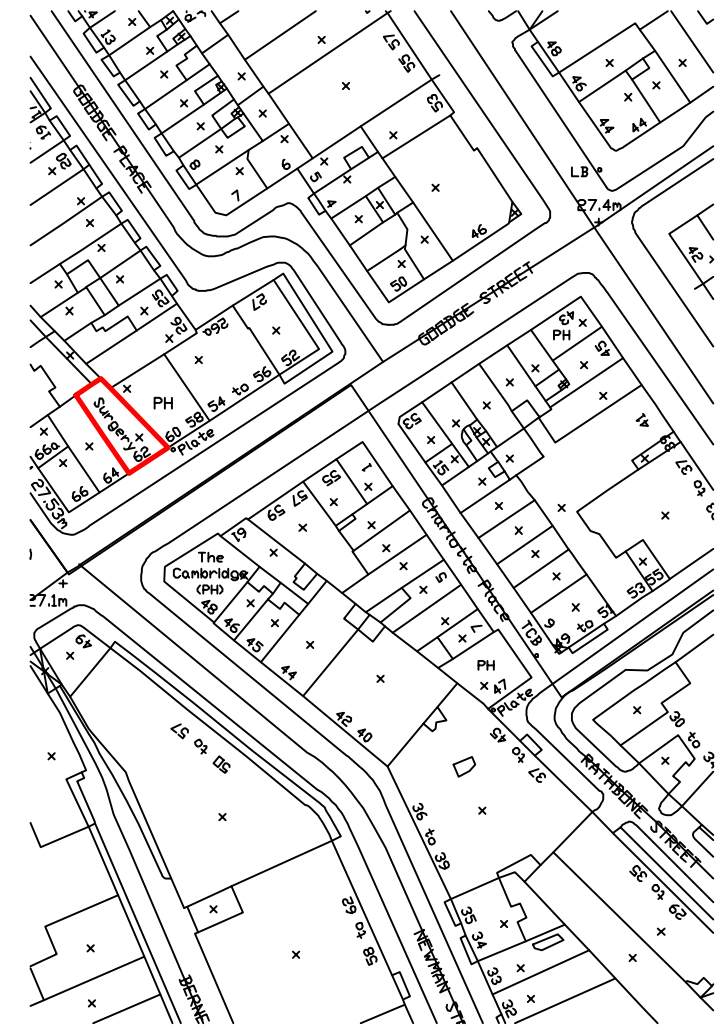 13
57
55
48
46
44
44
GOODGE PLACE
53
19
20
8
7
6
5
4
LB
27.4m
46
42
50
GOODGE STREET
25
26
26a
27
52
43
PH
45
54 to 56
PH
60 58
Surgery
62
Plate
64
66
66a
27.53m
53
15
41
39
37 to
1
55
57
59
61
Charlotte Place
The
Cambridge
(PH)
48
46
45
44
5
7
9
49 to 51
53 55
TCB
27.1m
49
PH
47
Plate
42 40
50 to 57
37 to 45
30 to 34
RATHBONE STREET
36 to 39
29 to 35
58 to 62
35
34
33
32
NEWMAN STR
BERNE